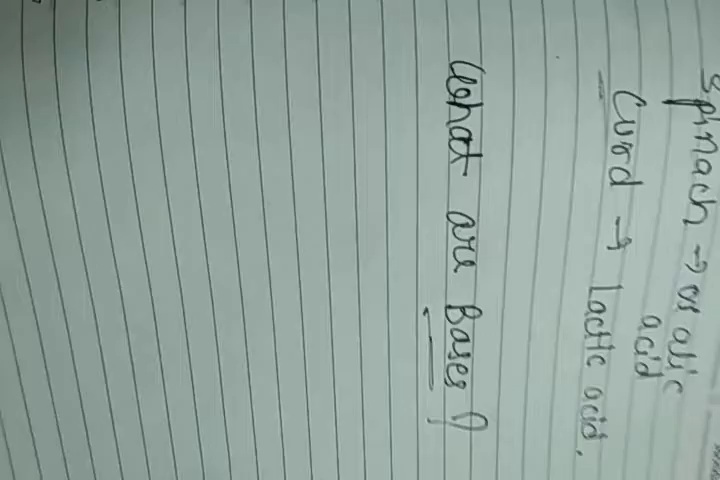 Spinach → oxalic
acid
Curd → Lactic acid.
What are Bases?